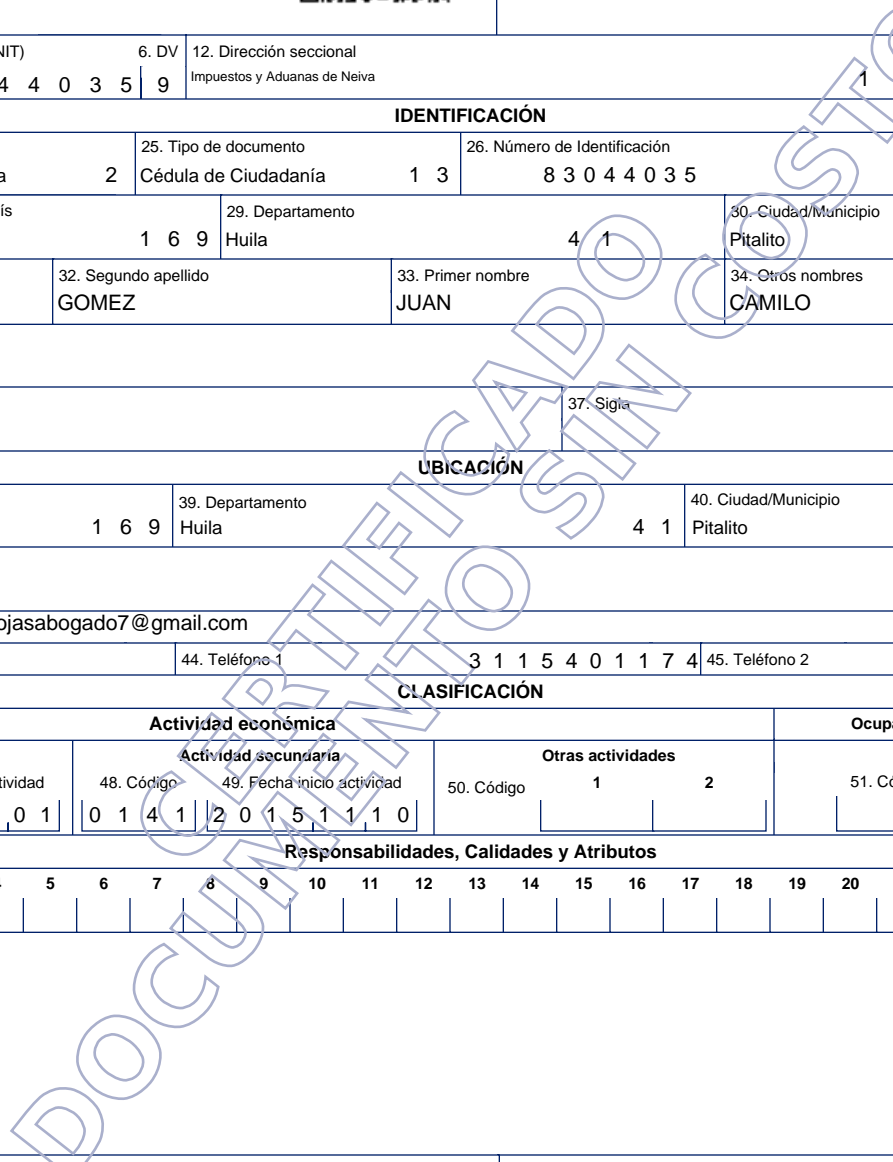 NIT) 6. DV 12. Dirección seccional
4 4 0 3 5 9 Impuestos y Aduanas de Neiva 1
IDENTIFICACIÓN
25. Tipo de documento 26. Número de Identificación
a 2 Cédula de Ciudadanía 1 3 8 3 0 4 4 0 3 5
ís 29. Departamento 30. Ciudad/Municipio
1 6 9 Huila 4 1 Pitalito
32. Segundo apellido 33. Primer nombre 34. Otros nombres
GOMEZ JUAN CAMILO
37. Sigla
UBICACIÓN
39. Departamento 40. Ciudad/Municipio
1 6 9 Huila 4 1 Pitalito
ojasabogado7@gmail.com
44. Teléfono 1 3 1 1 5 4 0 1 1 7 4 45. Teléfono 2
CLASIFICACIÓN
Actividad económica Ocupa
Actividad secundaria Otras actividades
tividad 48. Código 49. Fecha inicio actividad 50. Código 1 2 51. Có
0 1 0 1 4 1 2 0 1 5 1 1 1 0
Responsabilidades, Calidades y Atributos
5 6 7 8 9 10 11 12 13 14 15 16 17 18 19 20
CERTIFICADO
DOCUMENTO SIN COSTO